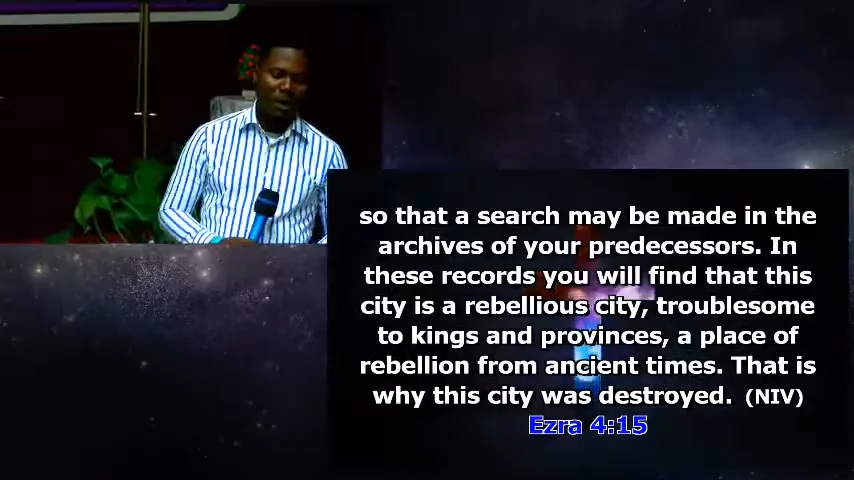 so that a search may be made in the
archives of your predecessors. In
these records you will find that this
city is a rebellious city, troublesome
to kings and provinces, a place of
rebellion from ancient times. That is
why this city was destroyed. (NIV)
Ezra 4:15